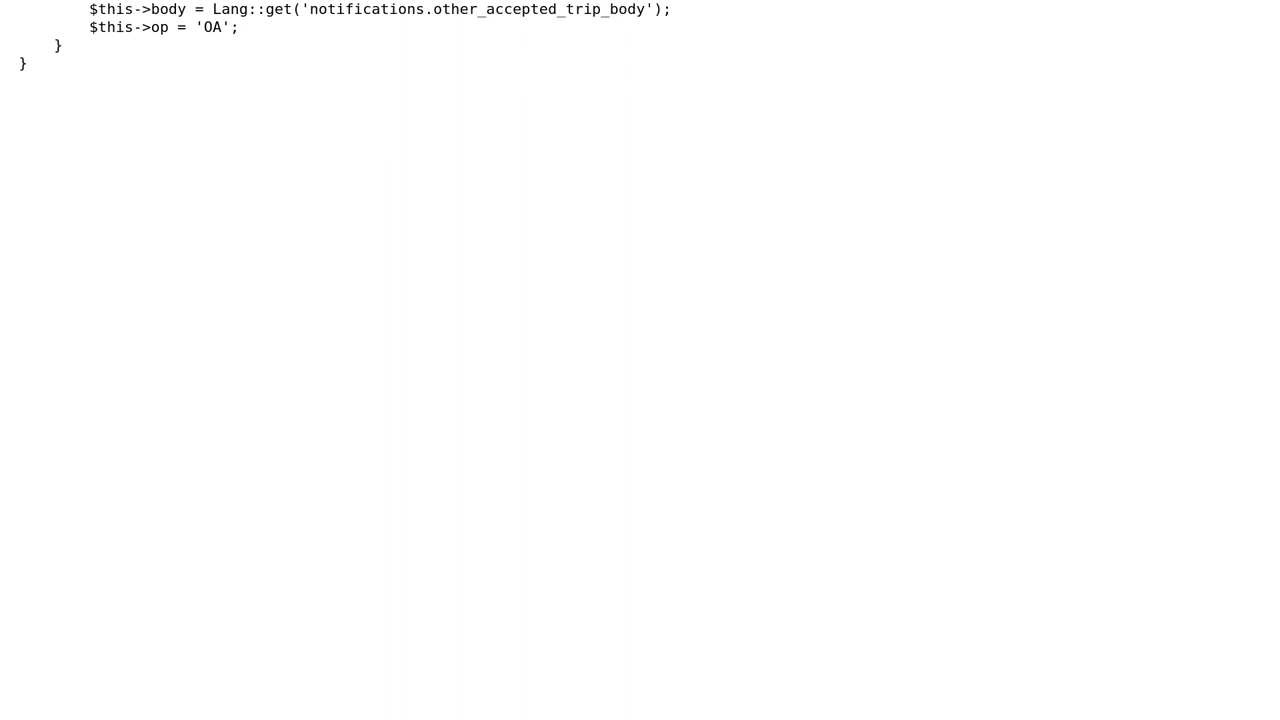 $this->body = Lang::get('notifications.other_accepted_trip_body');
        $this->op = 'OA';
    }
}